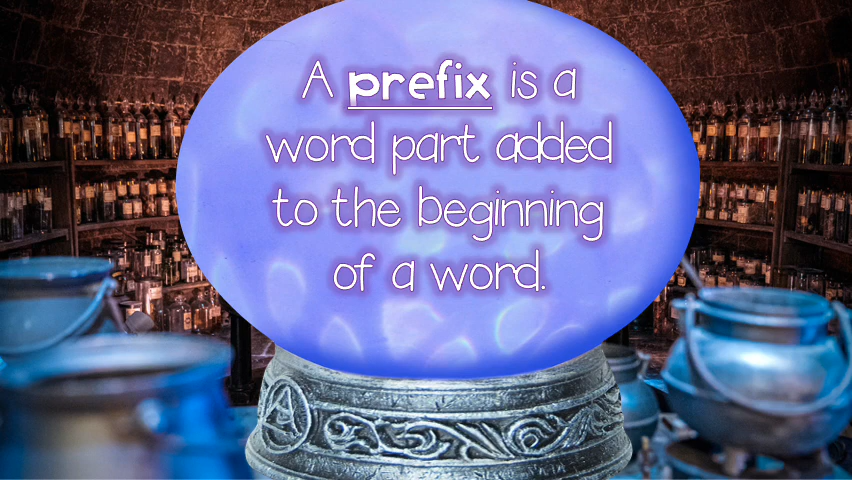 A prefix is a
word part added
to the beginning
of a word.